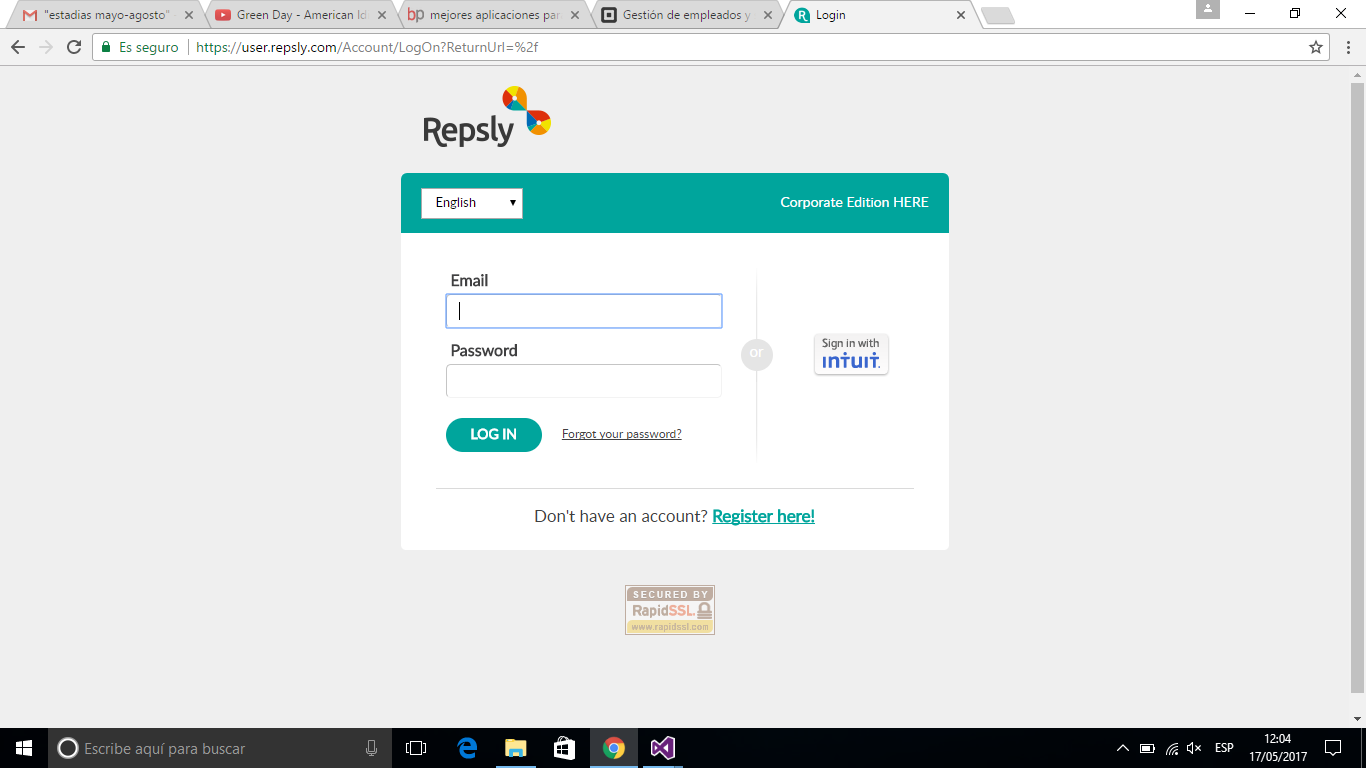 "estadias mayo-agosto"
Green Day - American Idi
bp mejores aplicaciones par
Gestión de empleados y
R Login
Es seguro
https://user.repsly.com/Account/LogOn?ReturnUrl=%2f
Repsly
English
Corporate Edition HERE
Email
Password
or
Sign in with
intuit.
LOG IN
Forgot your password?
Don't have an account? Register here!
SECURED BY
RapidSSL.
www.rapidssl.com
Escribe aquí para buscar
ESP
12:04
17/05/2017